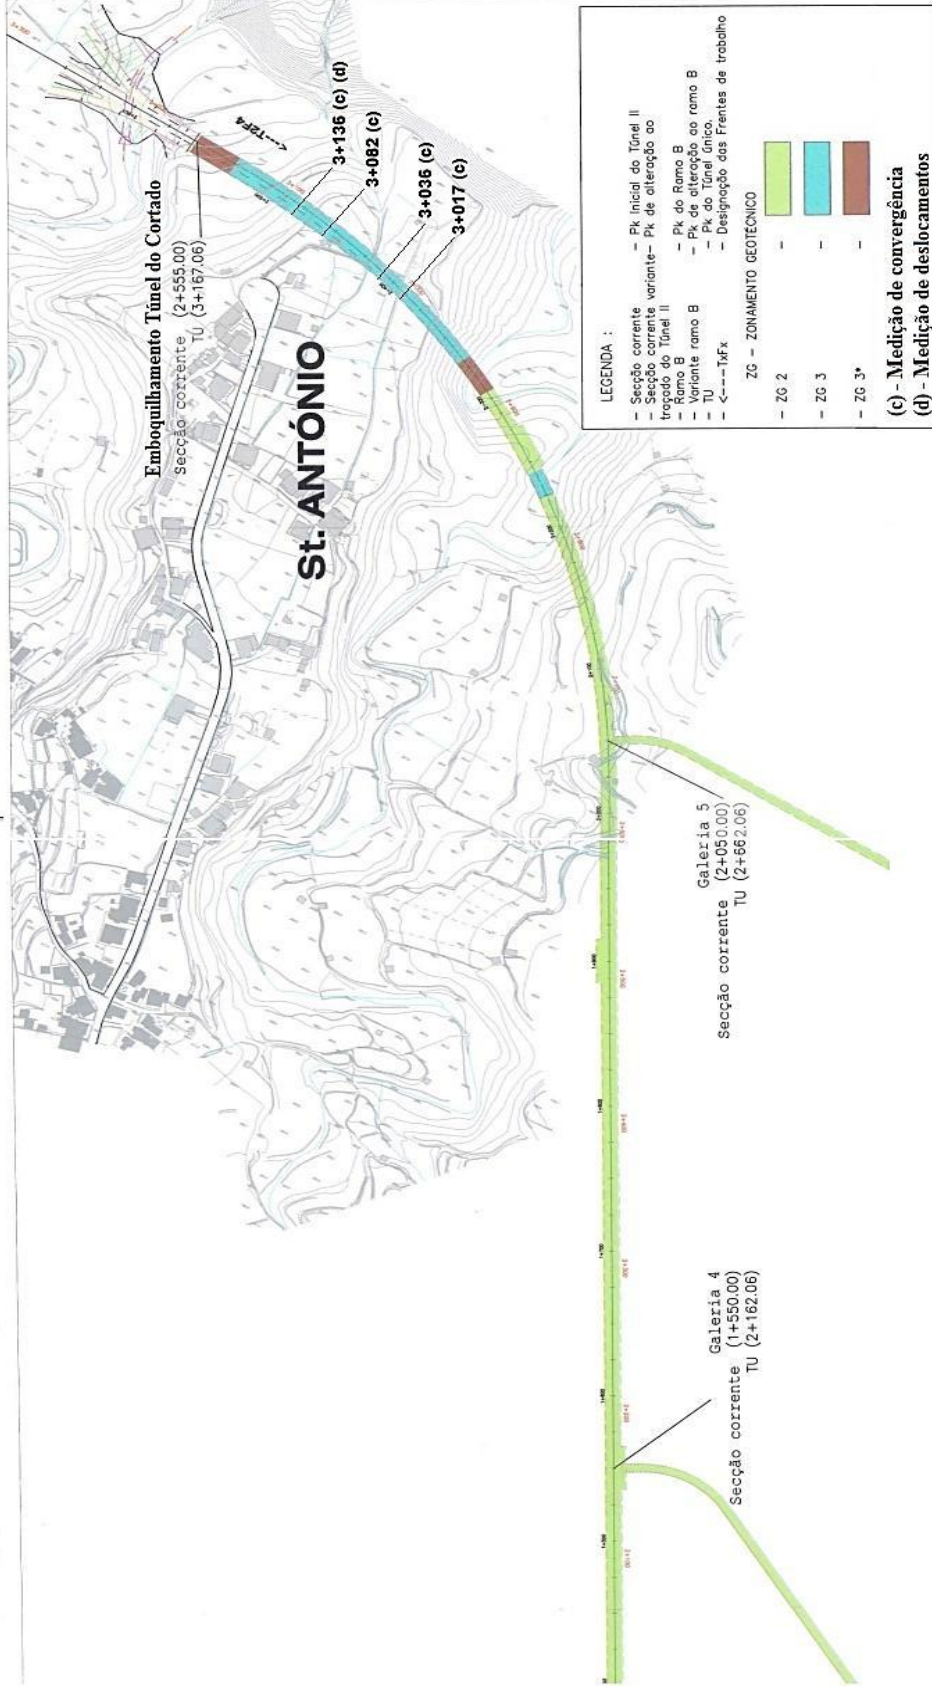 Emboquilhamento Túnel do Cortado
Secção corrente (2+555.00)
TU (3+167.06)
<----T2F4
3+136 (c) (d)
3+082 (c)
3+036 (c)
3+017 (c)
St. ANTÓNIO
Galeria 5
Secção corrente (2+050.00)
TU (2+662.06)
Galeria 4
Secção corrente (1+550.00)
TU (2+162.06)
LEGENDA :
- Secção corrente - Pk Inicial do Túnel II
- Secção corrente variante- Pk de alteração ao
traçado do Túnel II
- Ramo B - Pk do Ramo B
- Variante ramo B - Pk de alteração ao ramo B
- TU - Pk do Túnel Único.
- <----TxFx - Designação das Frentes de trabalho
ZG - ZONAMENTO GEOTÉCNICO
- ZG 2 -
- ZG 3 -
- ZG 3* -
(c) - Medição de convergência
(d) - Medição de deslocamentos